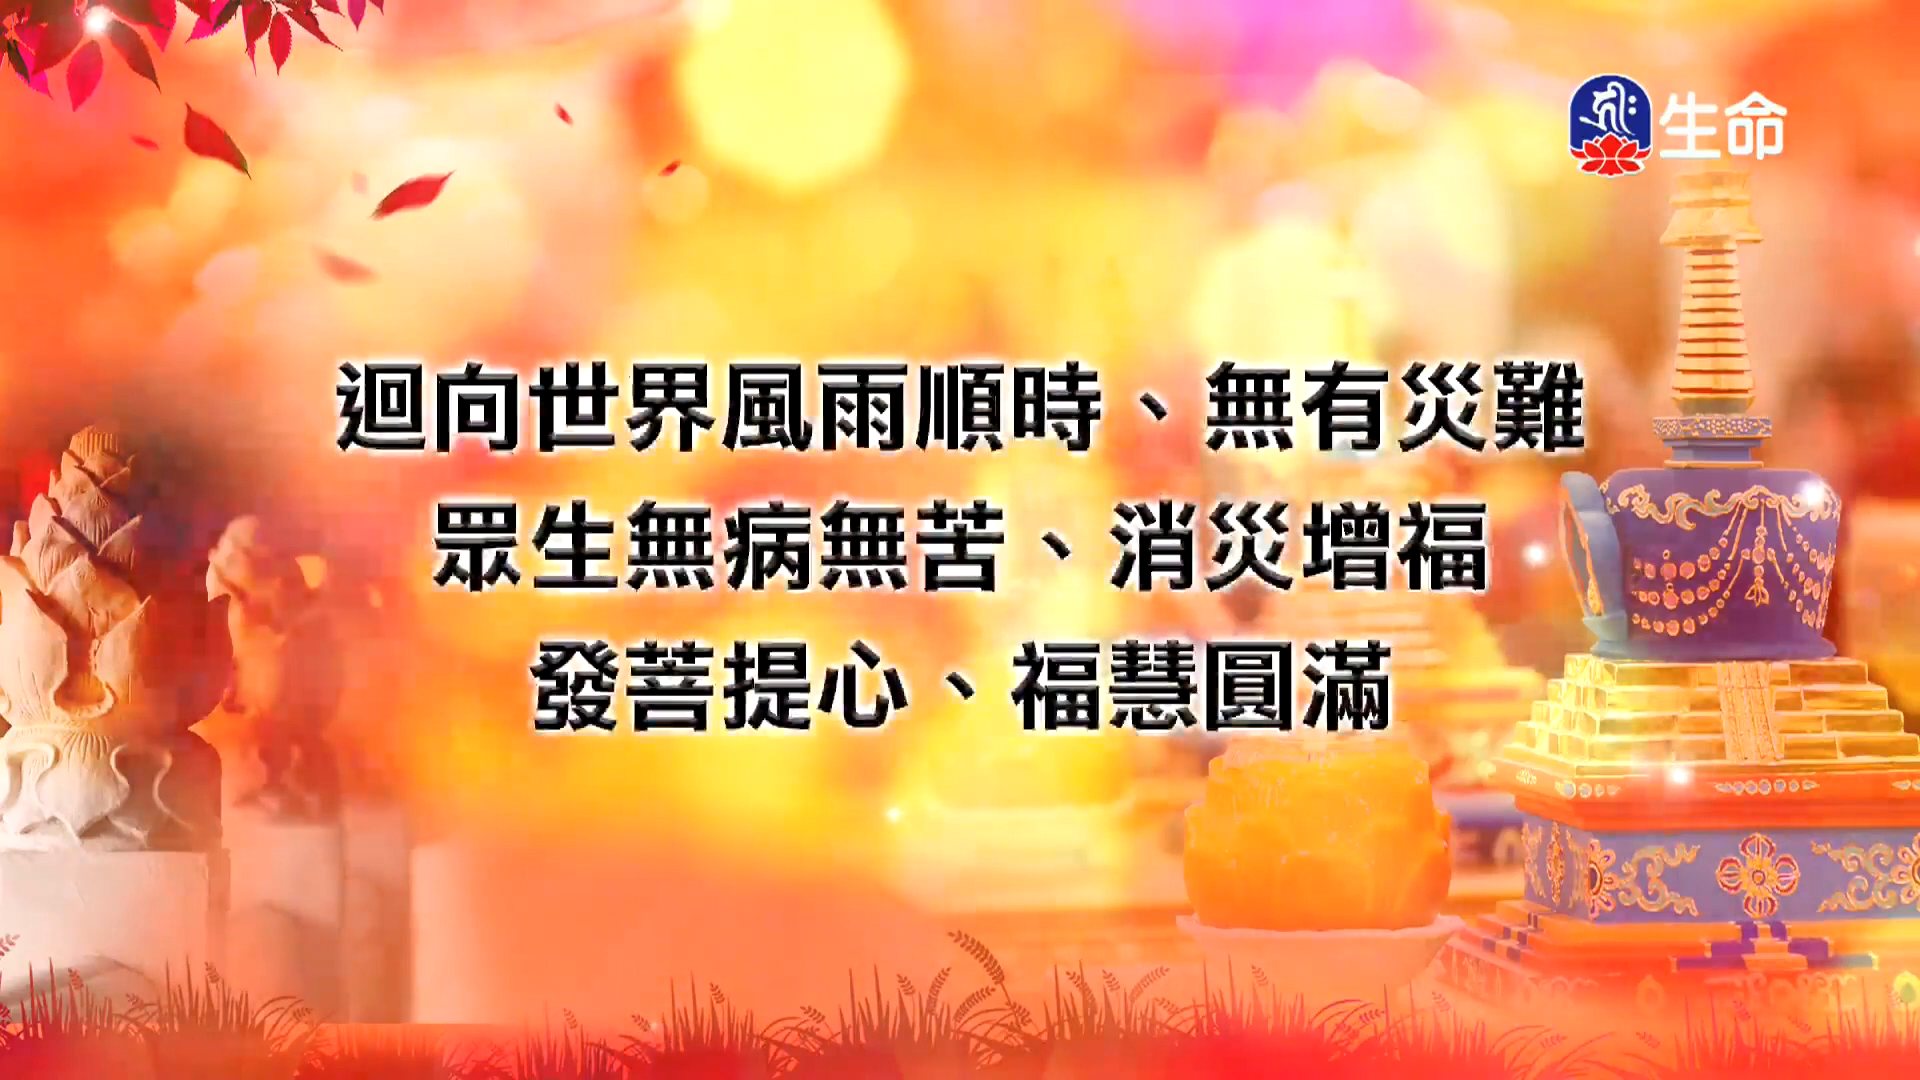 生命
迴向世界風雨順時、無有災難
眾生無病無苦、消災增福
發菩提心、福慧圓滿